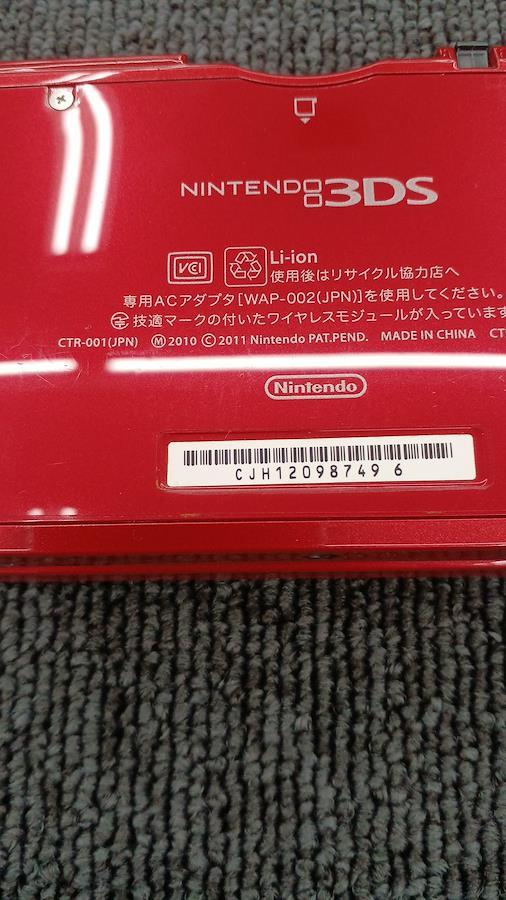 NINTENDO 3DS
VCCI
Li-ion
使用後はリサイクル協力店へ
専用ACアダプタ[WAP-002(JPN)]を使用してください。
技適マークの付いたワイヤレスモジュールが入っています
CTR-001(JPN) Ⓜ2010 ©2011 Nintendo PAT.PEND. MADE IN CHINA
Nintendo
CJH12098749 6